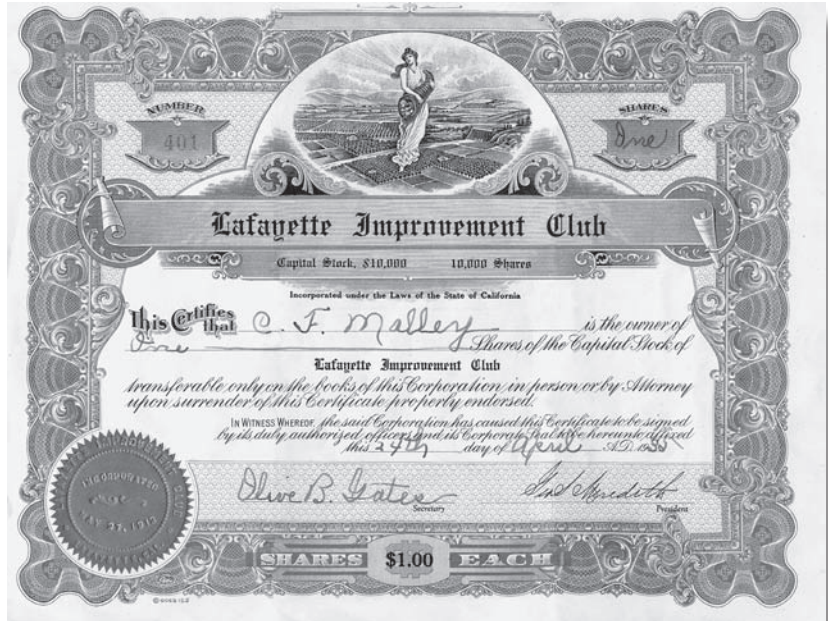 NUMBER
401
SHARES
One
Lafayette Improvement Club
Capital Stock, $10,000 10,000 Shares
Incorporated under the Laws of the State of California
This Certifies that C. F. Malley is the owner of
One Shares of the Capital Stock of
Lafayette Improvement Club
transferable only on the books of this Corporation in person or by Attorney
upon surrender of this Certificate properly endorsed.
IN WITNESS WHEREOF, the said Corporation has caused this Certificate to be signed
by its duly authorized officers and its Corporate Seal to be hereunto affixed
this 24th day of April A.D.
Olive B. Gates
Meredith
Secretary
President
INCORPORATED
MAY 27, 1912
SHARES $1.00 EACH